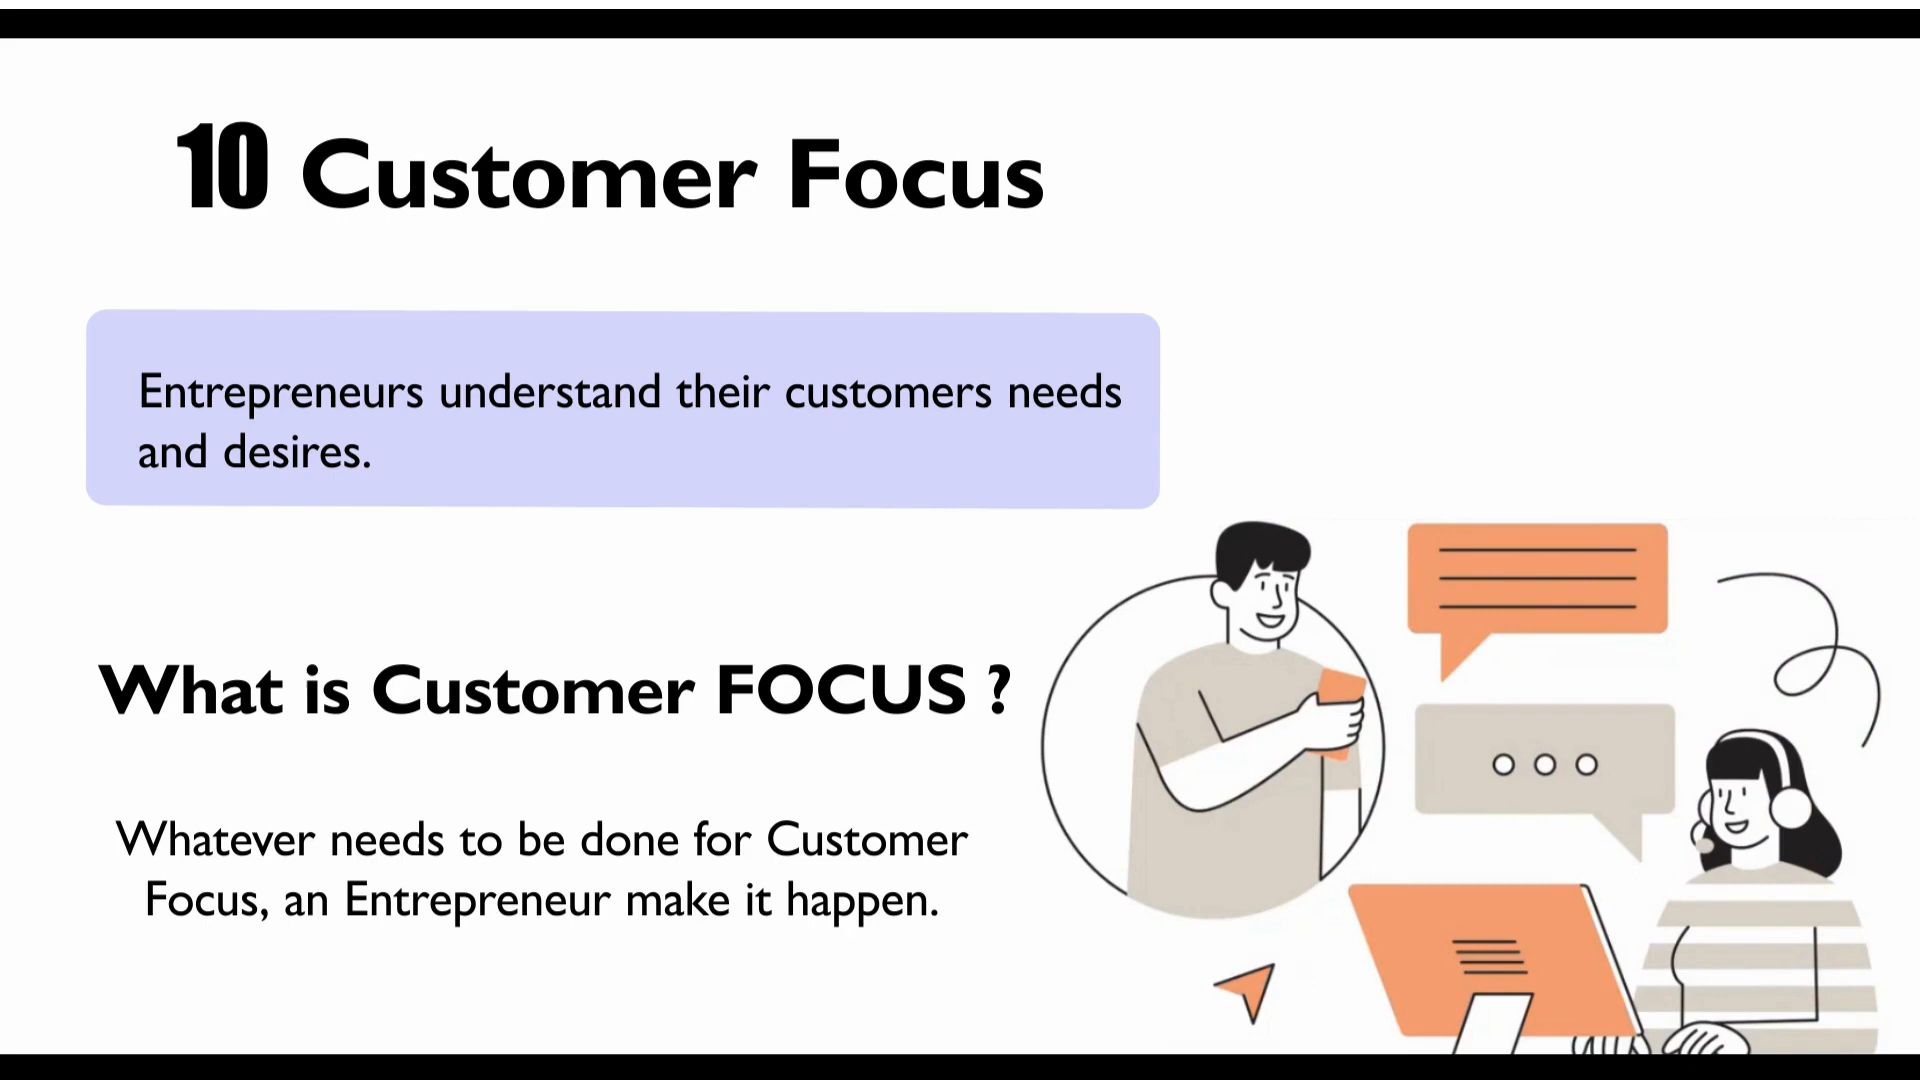 10 Customer Focus
Entrepreneurs understand their customers needs
and desires.
What is Customer FOCUS ?
Whatever needs to be done for Customer
Focus, an Entrepreneur make it happen.